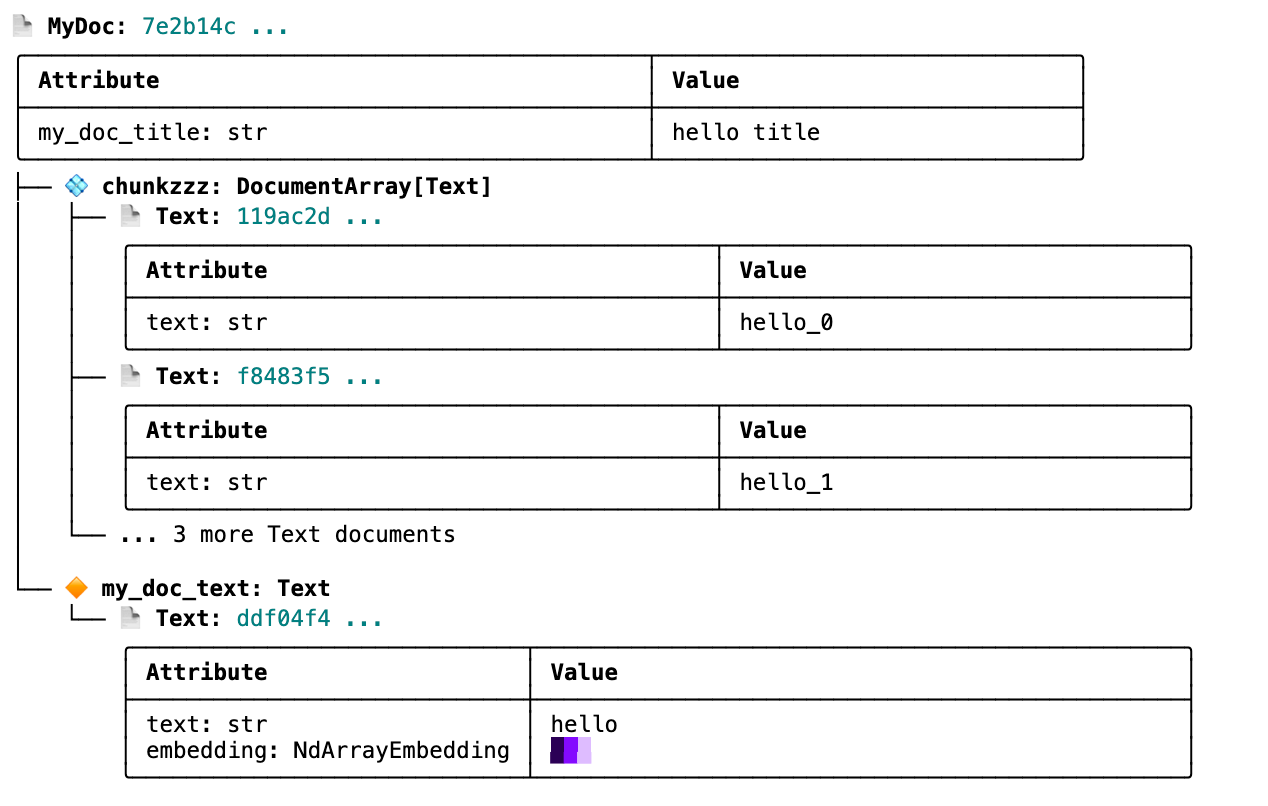 MyDoc: 7e2b14c ...
Attribute Value
my_doc_title: str hello title
chunkzzz: DocumentArray[Text]
Text: 119ac2d ...
Attribute Value
text: str hello_0
Text: f8483f5 ...
Attribute Value
text: str hello_1
... 3 more Text documents
my_doc_text: Text
Text: ddf04f4 ...
Attribute Value
text: str hello
embedding: NdArrayEmbedding